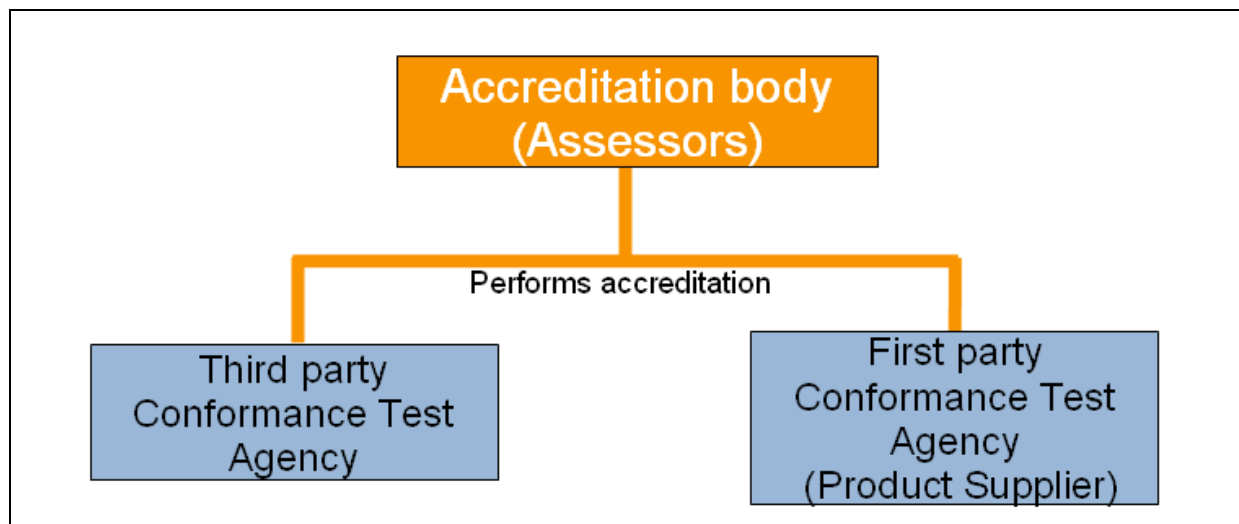 Accreditation body
(Assessors)
Performs accreditation
Third party
Conformance Test
Agency
First party
Conformance Test
Agency
(Product Supplier)